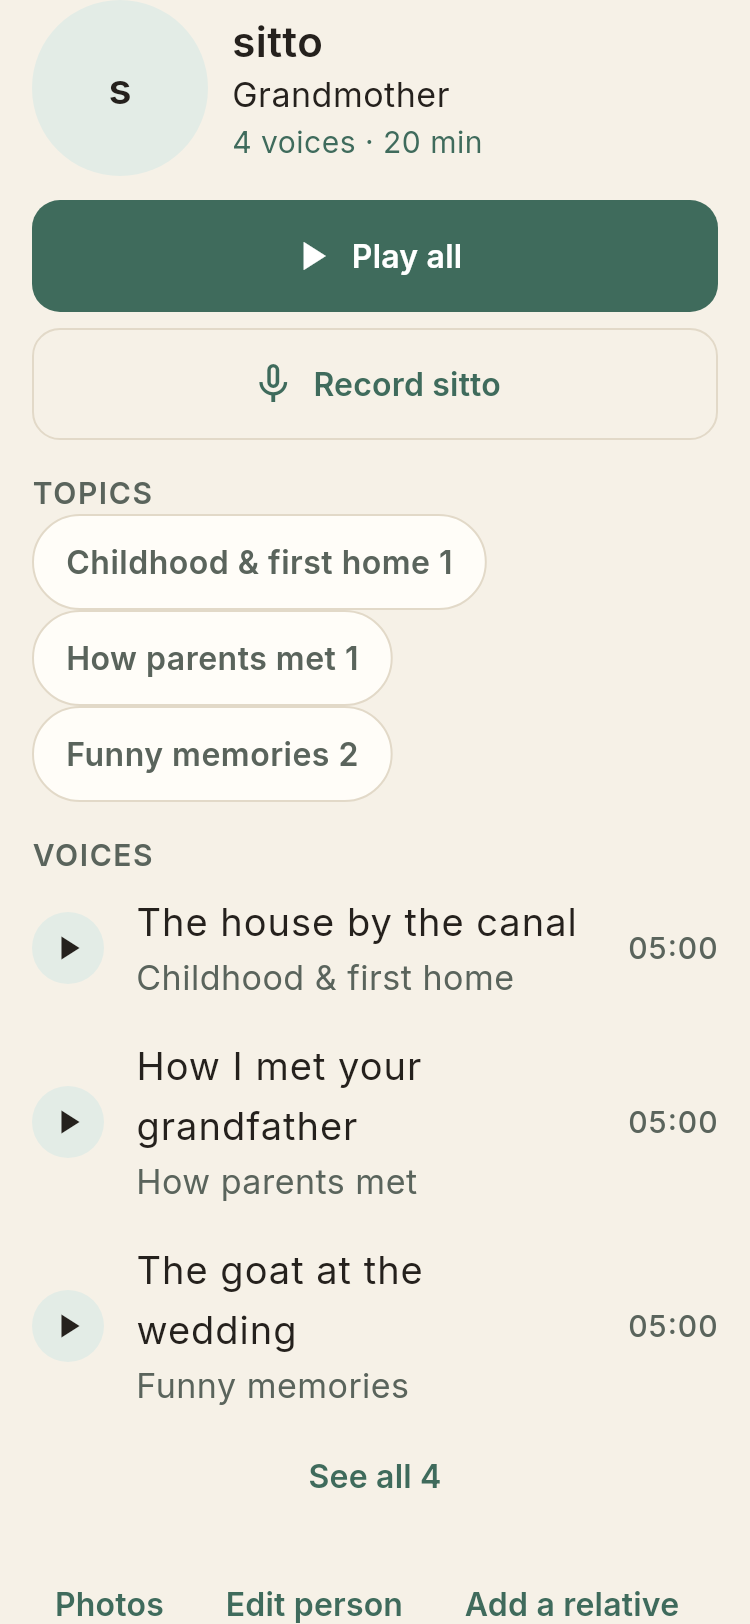 s
sitto
Grandmother
4 voices · 20 min
Play all
Record sitto
TOPICS
Childhood & first home 1
How parents met 1
Funny memories 2
VOICES
The house by the canal
Childhood & first home
05:00
How I met your
grandfather
How parents met
05:00
The goat at the
wedding
Funny memories
05:00
See all 4
Photos
Edit person
Add a relative